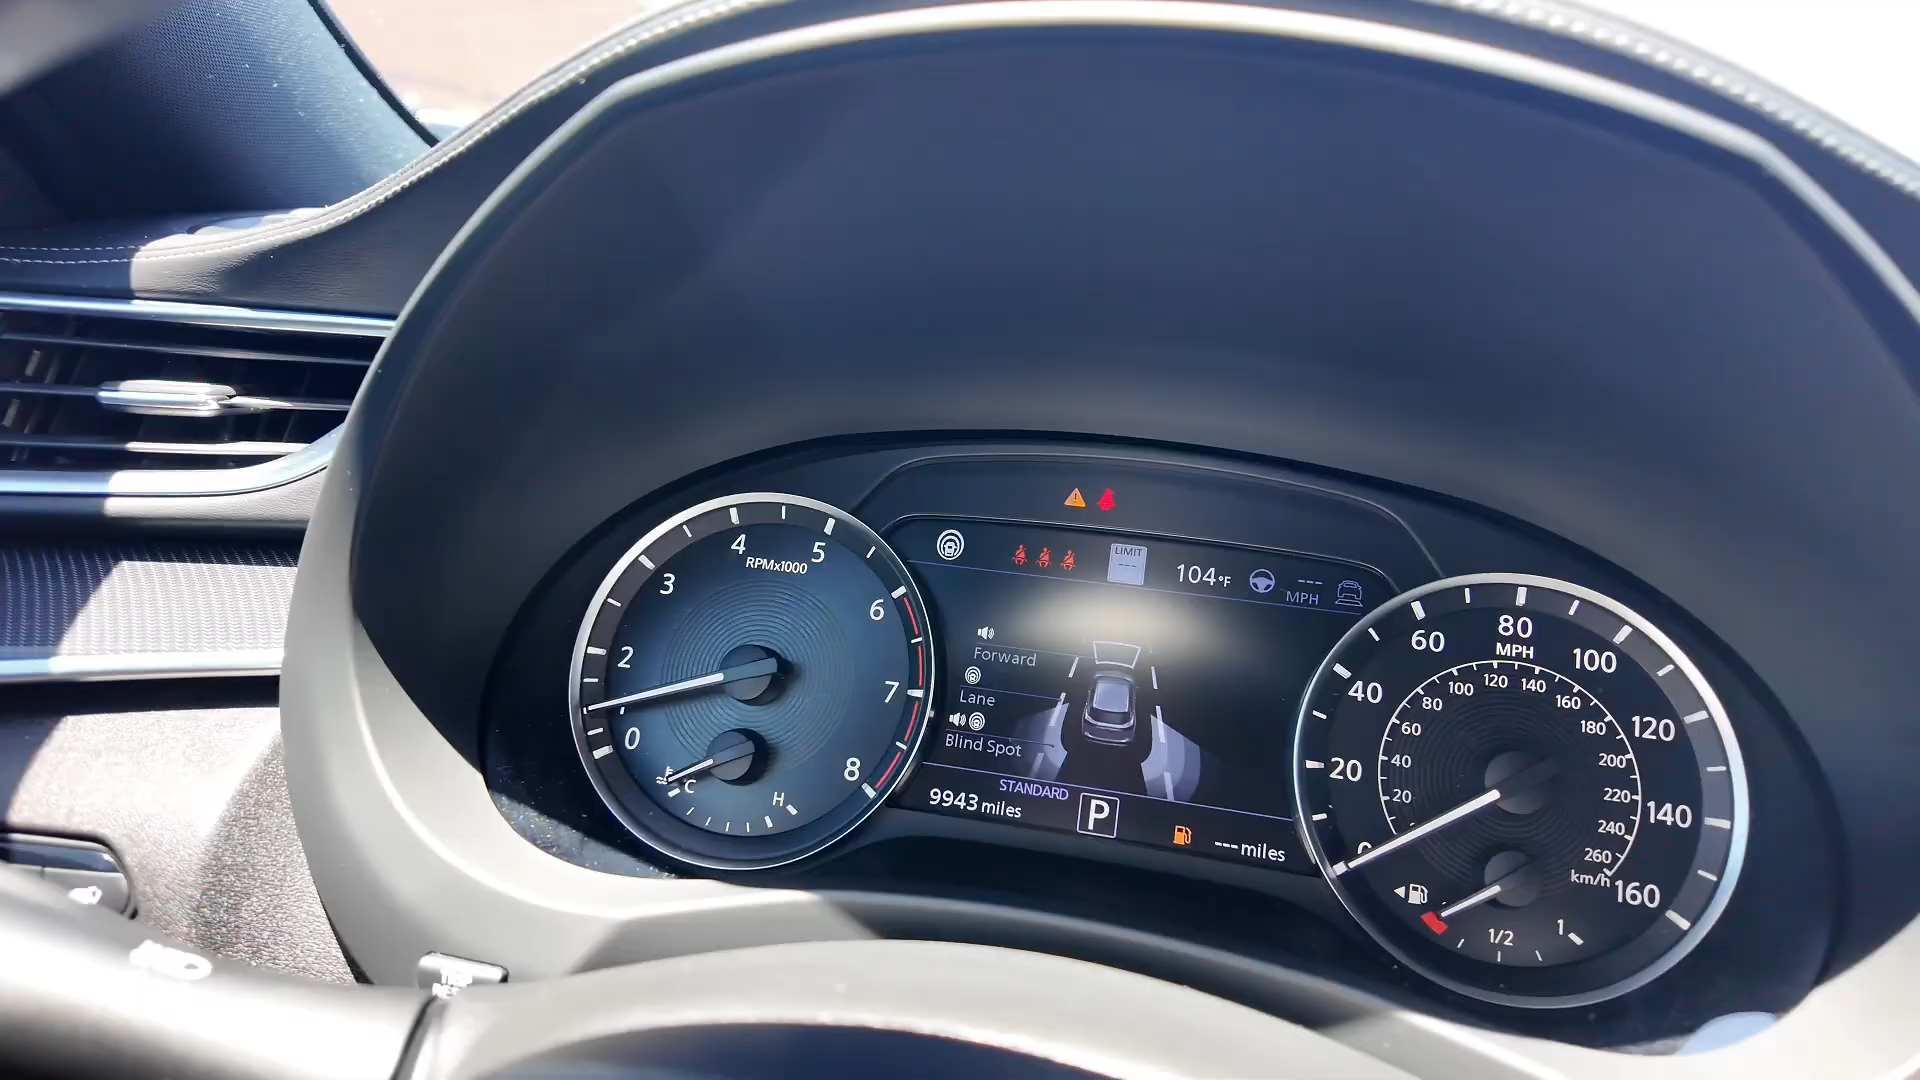 4
5
RPMx1000
3
6
2
7
0
8
C
H
LIMIT
---
104°F
---
MPH
Forward
Lane
Blind Spot
STANDARD
9943 miles
P
--- miles
80
MPH
60
100
40
120
20
140
0
160
120
100
140
80
160
60
180
40
200
20
220
240
260
km/h
1/2
1